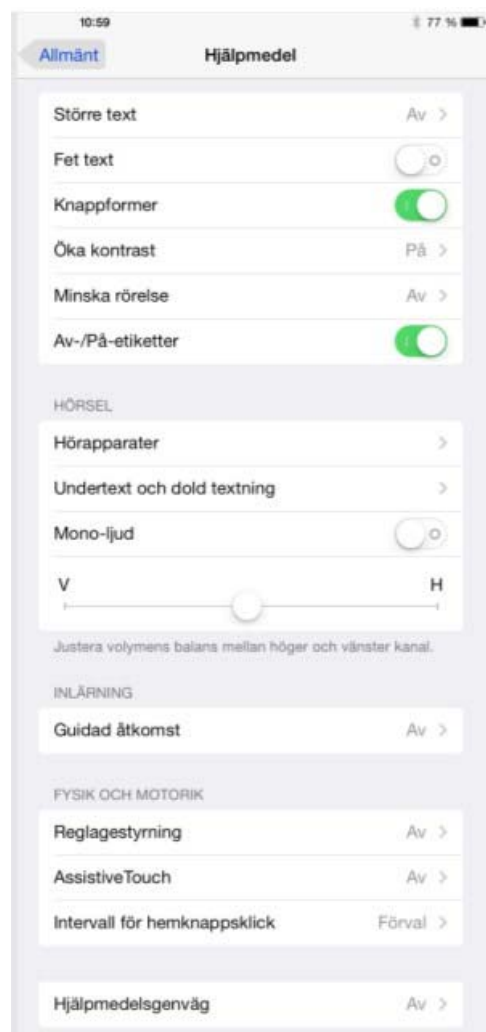 10:59 77 %
Allmänt Hjälpmedel
Större text Av
Fet text
Knappformer
Öka kontrast På
Minska rörelse Av
Av-/På-etiketter
HÖRSEL
Hörapparater
Undertext och dold textning
Mono-ljud
V H
Justera volymens balans mellan höger och vänster kanal.
INLÄRNING
Guidad åtkomst Av
FYSIK OCH MOTORIK
Reglagestyrning Av
AssistiveTouch Av
Intervall för hemknappsklick Förval
Hjälpmedelsgenväg Av